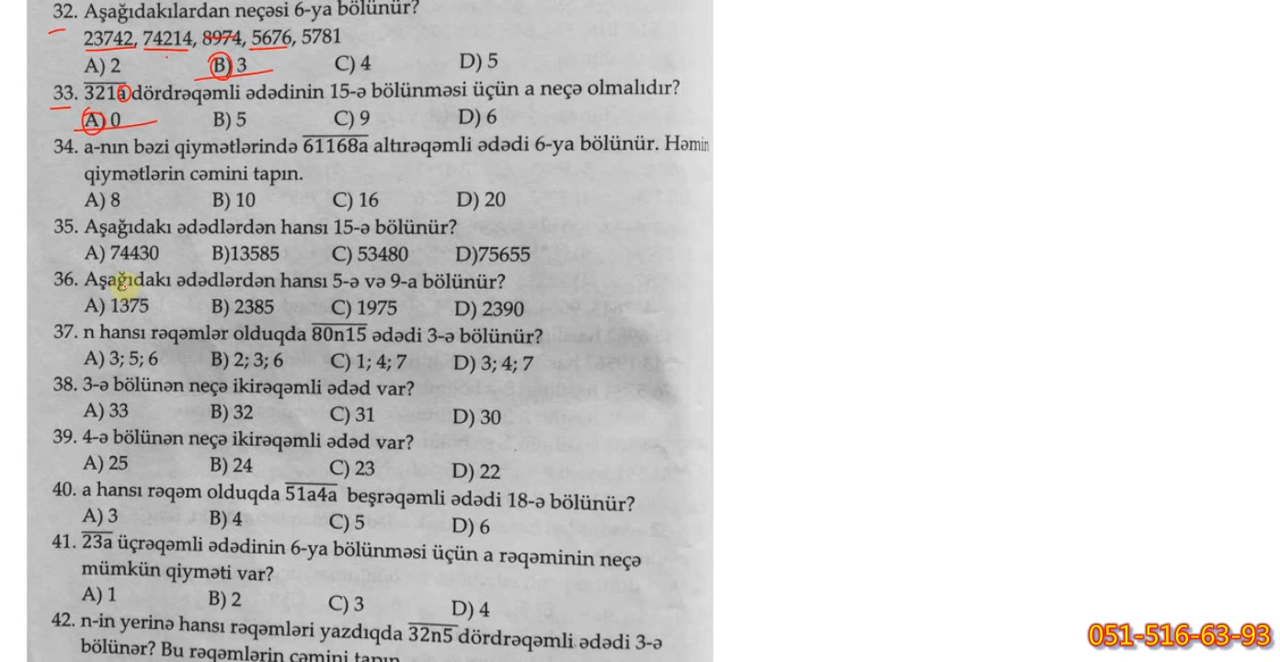 32. Aşağıdakılardan neçəsi 6-ya bölünür?
23742, 74214, 8974, 5676, 5781
A) 2 B) 3 C) 4 D) 5
33. 321a dördrəqəmli ədədinin 15-ə bölünməsi üçün a neçə olmalıdır?
A) 0 B) 5 C) 9 D) 6
34. a-nın bəzi qiymətlərində 61168a altırəqəmli ədədi 6-ya bölünür. Həmin
qiymətlərin cəmini tapın.
A) 8 B) 10 C) 16 D) 20
35. Aşağıdakı ədədlərdən hansı 15-ə bölünür?
A) 74430 B)13585 C) 53480 D)75655
36. Aşağıdakı ədədlərdən hansı 5-ə və 9-a bölünür?
A) 1375 B) 2385 C) 1975 D) 2390
37. n hansı rəqəmlər olduqda 80n15 ədədi 3-ə bölünür?
A) 3; 5; 6 B) 2; 3; 6 C) 1; 4; 7 D) 3; 4; 7
38. 3-ə bölünən neçə ikirəqəmli ədəd var?
A) 33 B) 32 C) 31 D) 30
39. 4-ə bölünən neçə ikirəqəmli ədəd var?
A) 25 B) 24 C) 23 D) 22
40. a hansı rəqəm olduqda 51a4a beşrəqəmli ədədi 18-ə bölünür?
A) 3 B) 4 C) 5 D) 6
41. 23a üçrəqəmli ədədinin 6-ya bölünməsi üçün a rəqəminin neçə
mümkün qiyməti var?
A) 1 B) 2 C) 3 D) 4
42. n-in yerinə hansı rəqəmləri yazdıqda 32n5 dördrəqəmli ədədi 3-ə
bölünər? Bu rəqəmlərin cəmini tapın
051-516-63-93